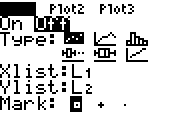 Plot2 Plot3
On Off
Type:
Xlist:L₁
Ylist:L₂
Mark: ▫ + ·